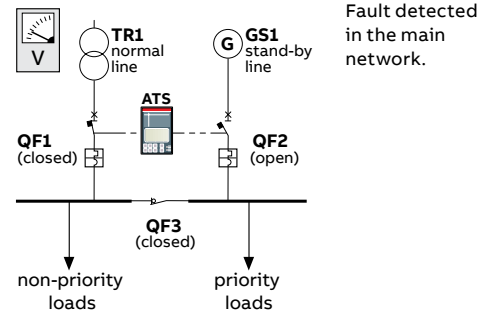 TR1
normal
line
G
GS1
stand-by
line
Fault detected
in the main
network.
V
ATS
QF1
(closed)
QF2
(open)
QF3
(closed)
non-priority
loads
priority
loads